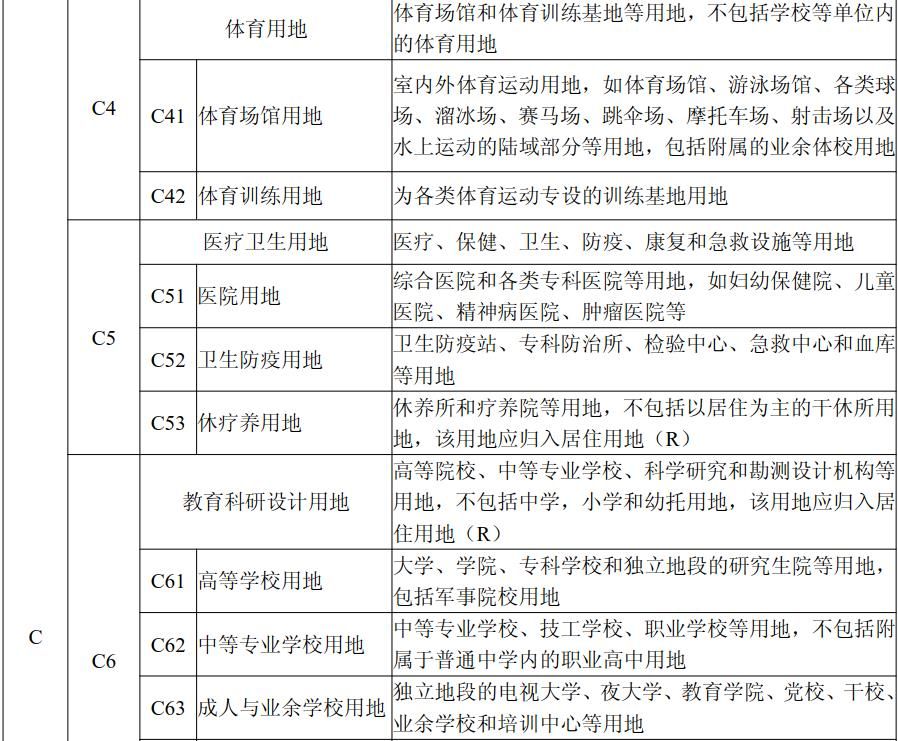 体育用地
体育场馆和体育训练基地等用地，不包括学校等单位内
的体育用地
C4
C41
体育场馆用地
室内外体育运动用地，如体育场馆、游泳场馆、各类球
场、溜冰场、赛马场、跳伞场、摩托车场、射击场以及
水上运动的陆域部分等用地，包括附属的业余体校用地
C42
体育训练用地
为各类体育运动专设的训练基地用地
医疗卫生用地
医疗、保健、卫生、防疫、康复和急救设施等用地
C5
C51
医院用地
综合医院和各类专科医院等用地，如妇幼保健院、儿童
医院、精神病医院、肿瘤医院等
C52
卫生防疫用地
卫生防疫站、专科防治所、检验中心、急救中心和血库
等用地
C53
休疗养用地
休养所和疗养院等用地，不包括以居住为主的干休所用
地，该用地应归入居住用地（R）
教育科研设计用地
高等院校、中等专业学校、科学研究和勘测设计机构等
用地，不包括中学，小学和幼托用地，该用地应归入居
住用地（R）
C
C6
C61
高等学校用地
大学、学院、专科学校和独立地段的研究生院等用地，
包括军事院校用地
C62
中等专业学校用地
中等专业学校、技工学校、职业学校等用地，不包括附
属于普通中学内的职业高中用地
C63
成人与业余学校用地
独立地段的电视大学、夜大学、教育学院、党校、干校、
业余学校和培训中心等用地